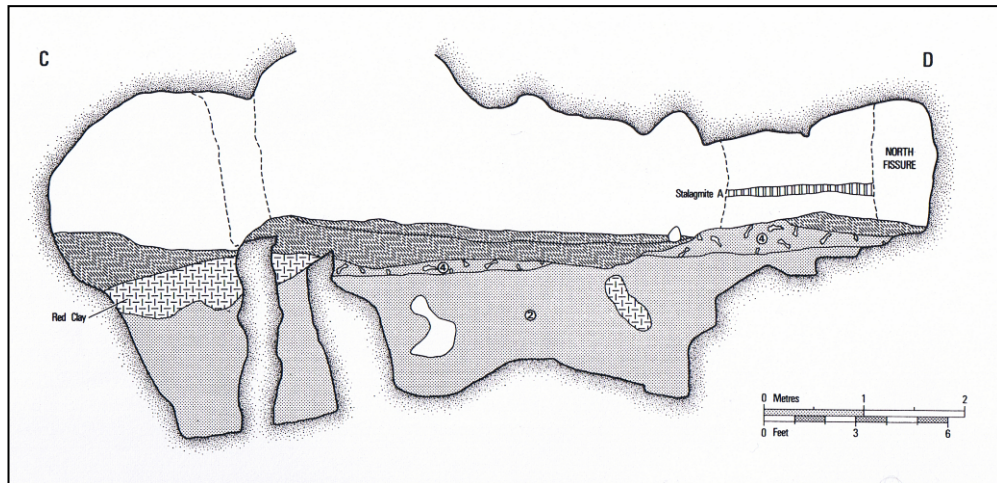 C
D
NORTH
FISSURE
Stalagmite A
④
④
②
Red Clay
0 Metres 1 2
0 Feet 3 6